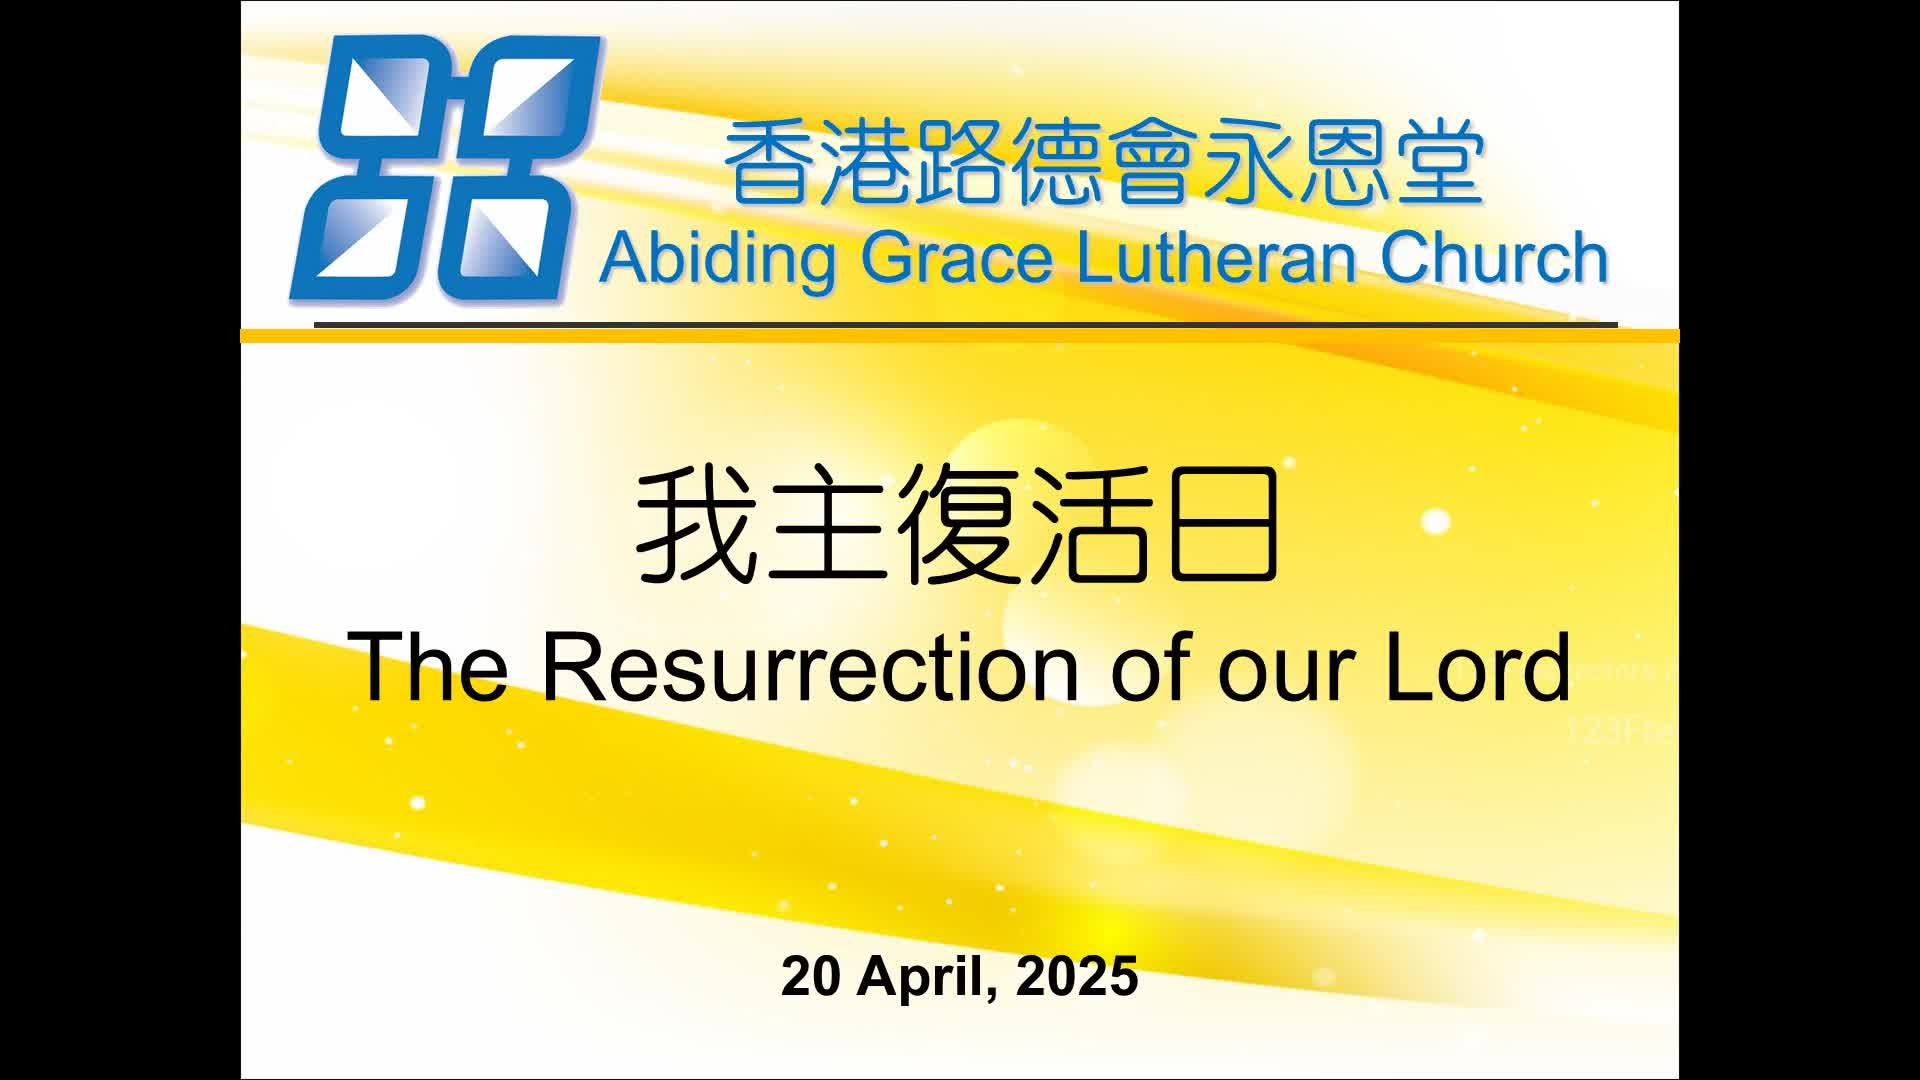 香港路德會永恩堂
Abiding Grace Lutheran Church
我主復活日
The Resurrection of our Lord
123Fre
20 April, 2025